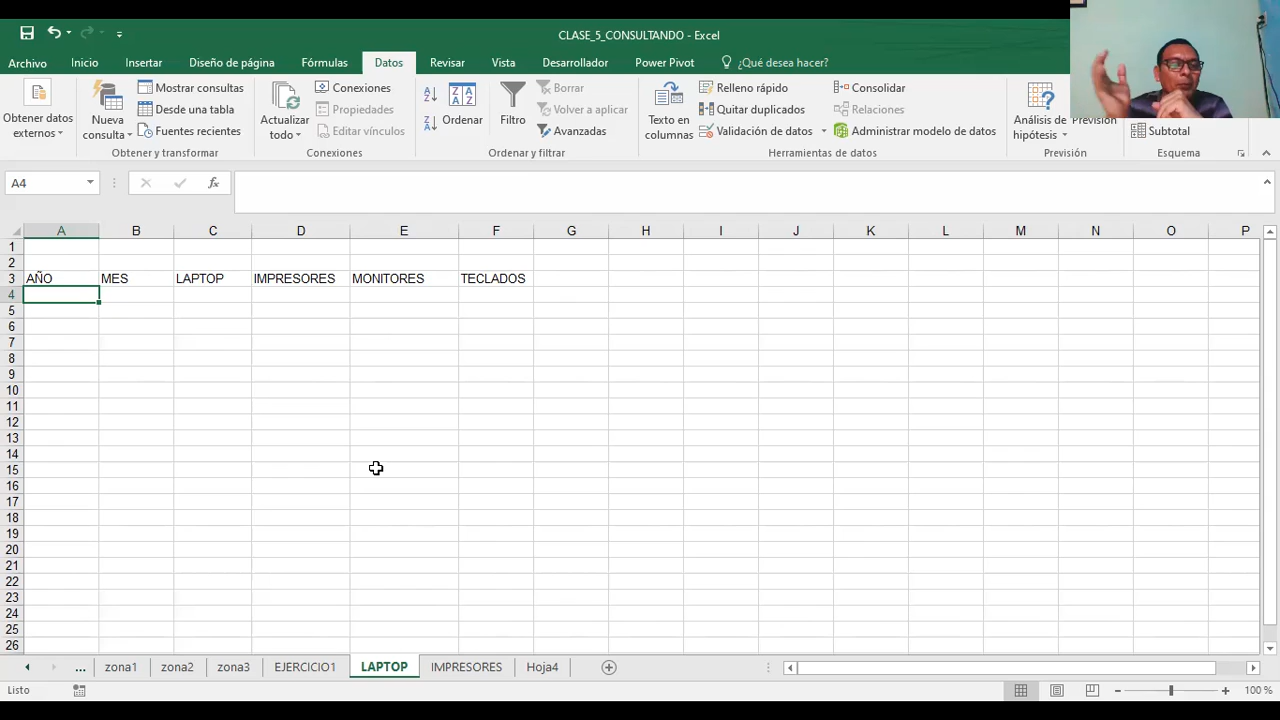 CLASE_5_CONSULTANDO - Excel
Archivo Inicio Insertar Diseño de página Fórmulas Datos Revisar Vista Desarrollador Power Pivot ¿Qué desea hacer?
Obtener datos externos
Nueva consulta
Mostrar consultas
Desde una tabla
Fuentes recientes
Obtener y transformar
Actualizar todo
Conexiones
Propiedades
Editar vínculos
Conexiones
Ordenar
Filtro
Borrar
Volver a aplicar
Avanzadas
Ordenar y filtrar
Texto en columnas
Relleno rápido
Quitar duplicados
Validación de datos
Consolidar
Relaciones
Administrar modelo de datos
Herramientas de datos
Análisis de hipótesis
Previsión
Previsión
Subtotal
Esquema
A4
fx
A B C D E F G H I J K L M N O P
1
2
3 AÑO MES LAPTOP IMPRESORES MONITORES TECLADOS
4
5
6
7
8
9
10
11
12
13
14
15
16
17
18
19
20
21
22
23
24
25
26
... zona1 zona2 zona3 EJERCICIO1 LAPTOP IMPRESORES Hoja4
Listo 100 %